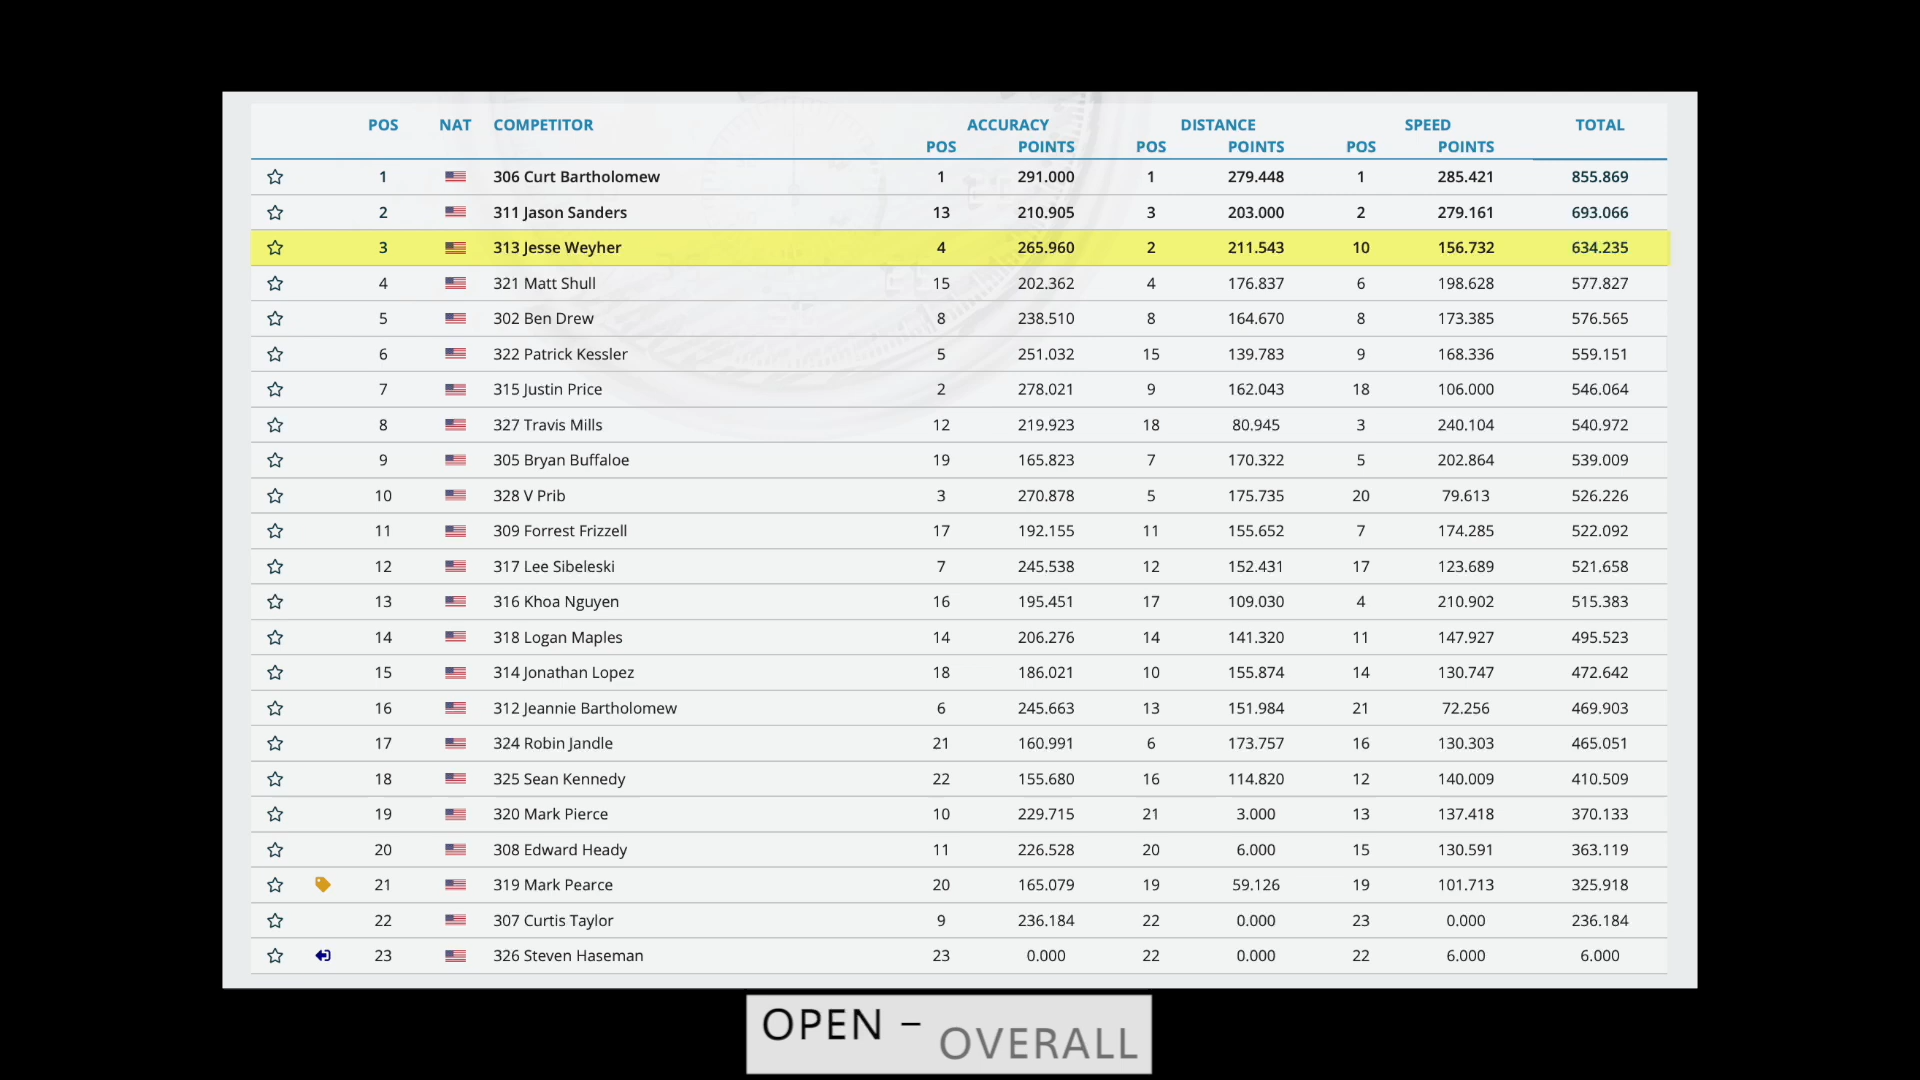 POS NAT COMPETITOR ACCURACY DISTANCE SPEED TOTAL
POS POINTS POS POINTS POS POINTS
1 306 Curt Bartholomew 1 291.000 1 279.448 1 285.421 855.869
2 311 Jason Sanders 13 210.905 3 203.000 2 279.161 693.066
3 313 Jesse Weyher 4 265.960 2 211.543 10 156.732 634.235
4 321 Matt Shull 15 202.362 4 176.837 6 198.628 577.827
5 302 Ben Drew 8 238.510 8 164.670 8 173.385 576.565
6 322 Patrick Kessler 5 251.032 15 139.783 9 168.336 559.151
7 315 Justin Price 2 278.021 9 162.043 18 106.000 546.064
8 327 Travis Mills 12 219.923 18 80.945 3 240.104 540.972
9 305 Bryan Buffaloe 19 165.823 7 170.322 5 202.864 539.009
10 328 V Prib 3 270.878 5 175.735 20 79.613 526.226
11 309 Forrest Frizzell 17 192.155 11 155.652 7 174.285 522.092
12 317 Lee Sibeleski 7 245.538 12 152.431 17 123.689 521.658
13 316 Khoa Nguyen 16 195.451 17 109.030 4 210.902 515.383
14 318 Logan Maples 14 206.276 14 141.320 11 147.927 495.523
15 314 Jonathan Lopez 18 186.021 10 155.874 14 130.747 472.642
16 312 Jeannie Bartholomew 6 245.663 13 151.984 21 72.256 469.903
17 324 Robin Jandle 21 160.991 6 173.757 16 130.303 465.051
18 325 Sean Kennedy 22 155.680 16 114.820 12 140.009 410.509
19 320 Mark Pierce 10 229.715 21 3.000 13 137.418 370.133
20 308 Edward Heady 11 226.528 20 6.000 15 130.591 363.119
21 319 Mark Pearce 20 165.079 19 59.126 19 101.713 325.918
22 307 Curtis Taylor 9 236.184 22 0.000 23 0.000 236.184
23 326 Steven Haseman 23 0.000 22 0.000 22 6.000 6.000
OPEN – OVERALL